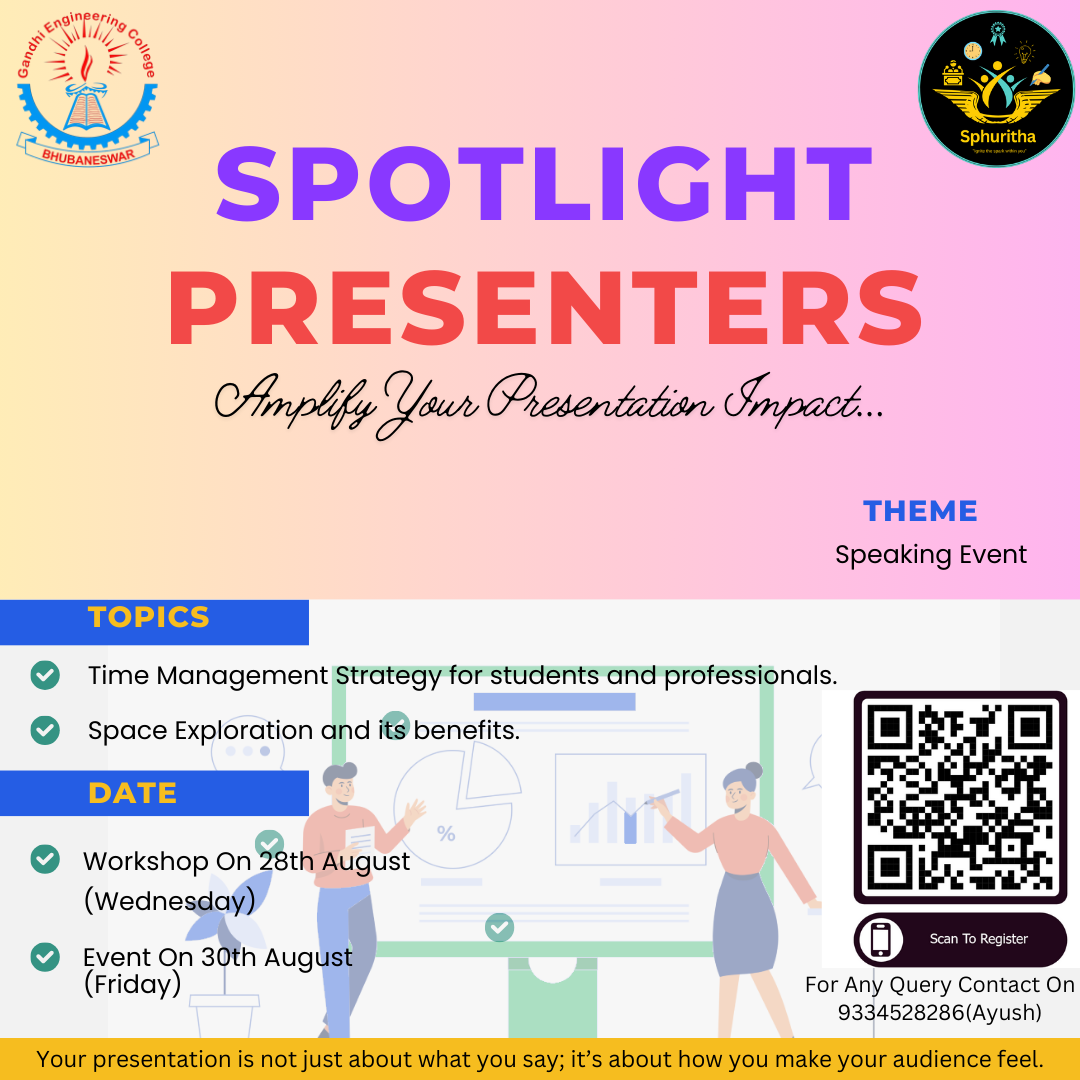 Gandhi Engineering College
BHUBANESWAR
Sphuritha
"Ignite the spark within you"
SPOTLIGHT
PRESENTERS
Amplify Your Presentation Impact...
THEME
Speaking Event
TOPICS
Time Management Strategy for students and professionals.
Space Exploration and its benefits.
DATE
%
Workshop On 28th August
(Wednesday)
Event On 30th August
(Friday)
Scan To Register
For Any Query Contact On
9334528286(Ayush)
Your presentation is not just about what you say; it's about how you make your audience feel.